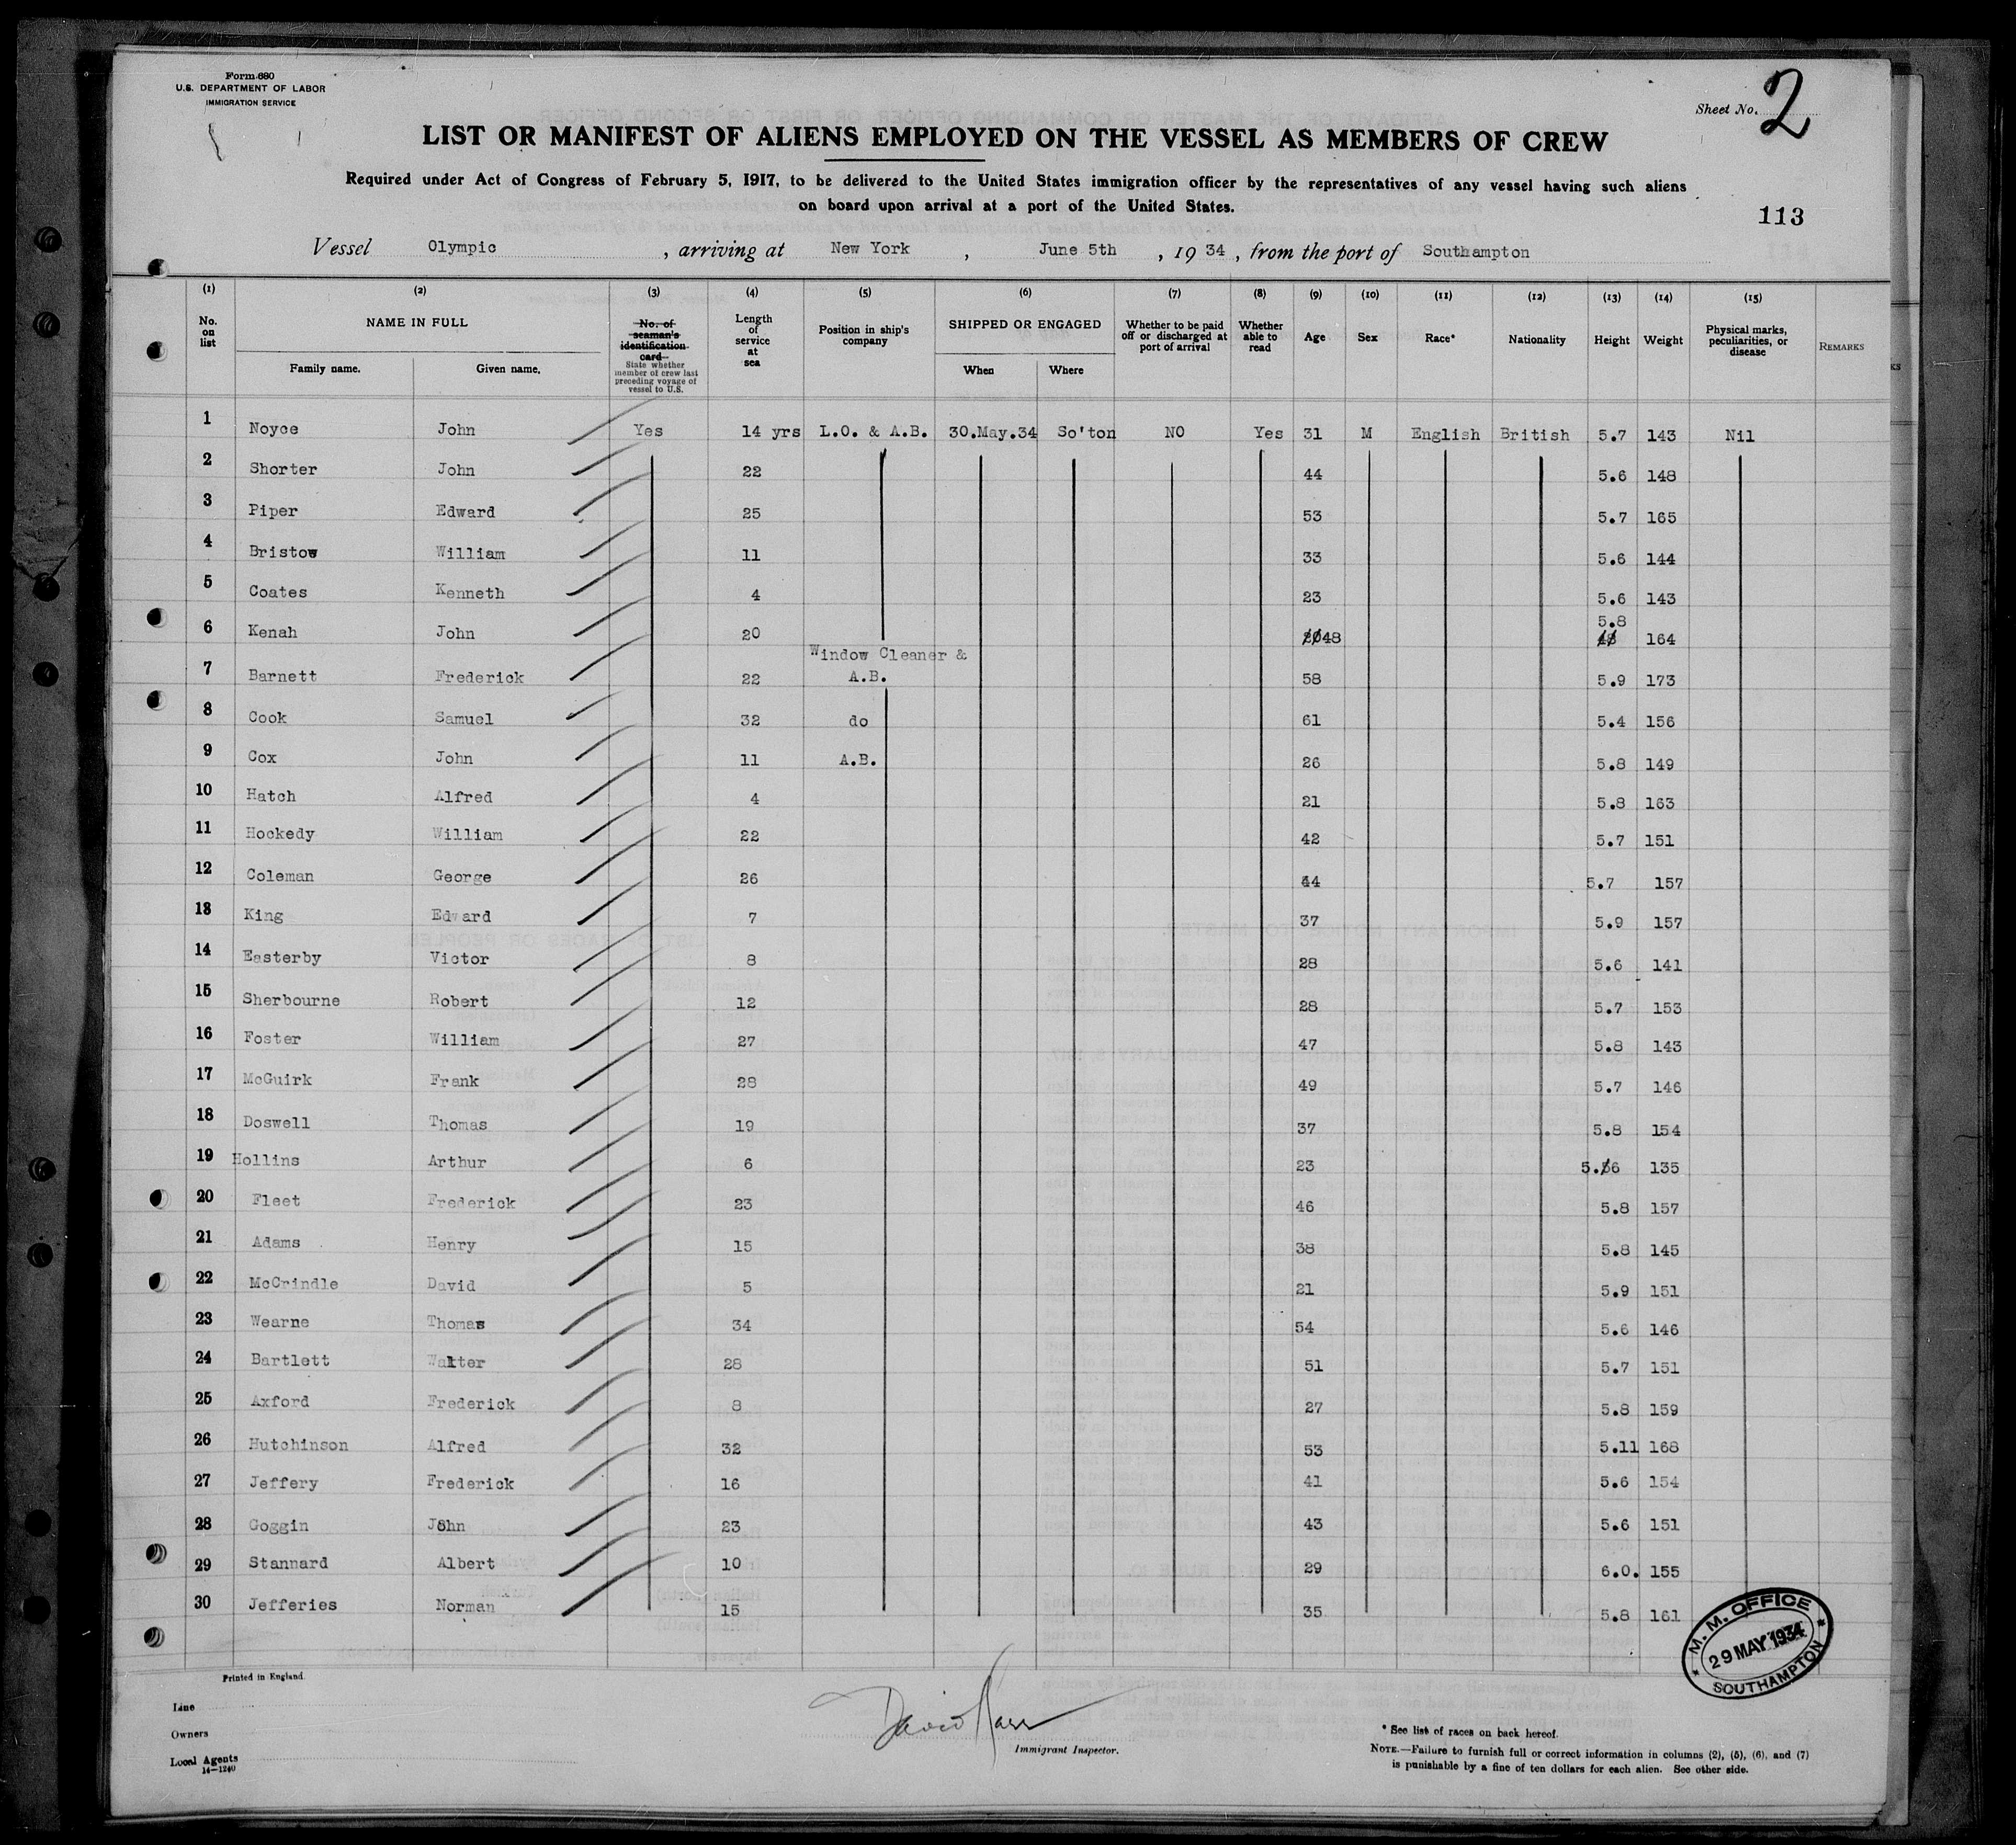 Form 680
U.S. DEPARTMENT OF LABOR
IMMIGRATION SERVICE
Sheet No. 2
LIST OR MANIFEST OF ALIENS EMPLOYED ON THE VESSEL AS MEMBERS OF CREW
Required under Act of Congress of February 5, 1917, to be delivered to the United States immigration officer by the representatives of any vessel having such aliens
on board upon arrival at a port of the United States.
113
Vessel Olympic , arriving at New York , June 5th , 19 34 , from the port of Southampton
(1) (2) (3) (4) (5) (6) (7) (8) (9) (10) (11) (12) (13) (14) (15)
No. on list
NAME IN FULL
Family name. Given name.
No. of seaman's identification card
State whether member of crew last preceding voyage of vessel to U.S.
Length of service at sea
Position in ship's company
SHIPPED OR ENGAGED
When Where
Whether to be paid off or discharged at port of arrival
Whether able to read
Age
Sex
Race*
Nationality
Height
Weight
Physical marks, peculiarities, or disease
REMARKS
KS
1 Noyce John Yes 14 yrs L.O. & A.B. 30.May.34 So'ton NO Yes 31 M English British 5.7 143 Nil
2 Shorter John 22 44 5.6 148
3 Piper Edward 25 53 5.7 165
4 Bristow William 11 33 5.6 144
5 Coates Kenneth 4 23 5.6 143
6 Kenah John 20 48 5.8 164
7 Barnett Frederick 22 Window Cleaner & A.B. 58 5.9 173
8 Cook Samuel 32 do 61 5.4 156
9 Cox John 11 A.B. 26 5.8 149
10 Hatch Alfred 4 21 5.8 163
11 Hockedy William 22 42 5.7 151
12 Coleman George 26 44 5.7 157
13 King Edward 7 37 5.9 157
14 Easterby Victor 8 28 5.6 141
15 Sherbourne Robert 12 28 5.7 153
16 Foster William 27 47 5.8 143
17 McGuirk Frank 28 49 5.7 146
18 Doswell Thomas 19 37 5.8 154
19 Hollins Arthur 6 23 5.6 135
20 Fleet Frederick 23 46 5.8 157
21 Adams Henry 15 38 5.8 145
22 McCrindle David 5 21 5.9 151
23 Wearne Thomas 34 54 5.6 146
24 Bartlett Walter 28 51 5.7 151
25 Axford Frederick 8 27 5.8 159
26 Hutchinson Alfred 32 53 5.11 168
27 Jeffery Frederick 16 41 5.6 154
28 Goggin John 23 43 5.6 151
29 Stannard Albert 10 29 6.0. 155
30 Jefferies Norman 15 35 5.8 161
M. M. OFFICE
29 MAY 1934
SOUTHAMPTON
Printed in England.
Line
Owners
Local Agents
14—1240
David
Immigrant Inspector.
* See list of races on back hereof.
NOTE.—Failure to furnish full or correct information in columns (2), (5), (6), and (7)
is punishable by a fine of ten dollars for each alien. See other side.